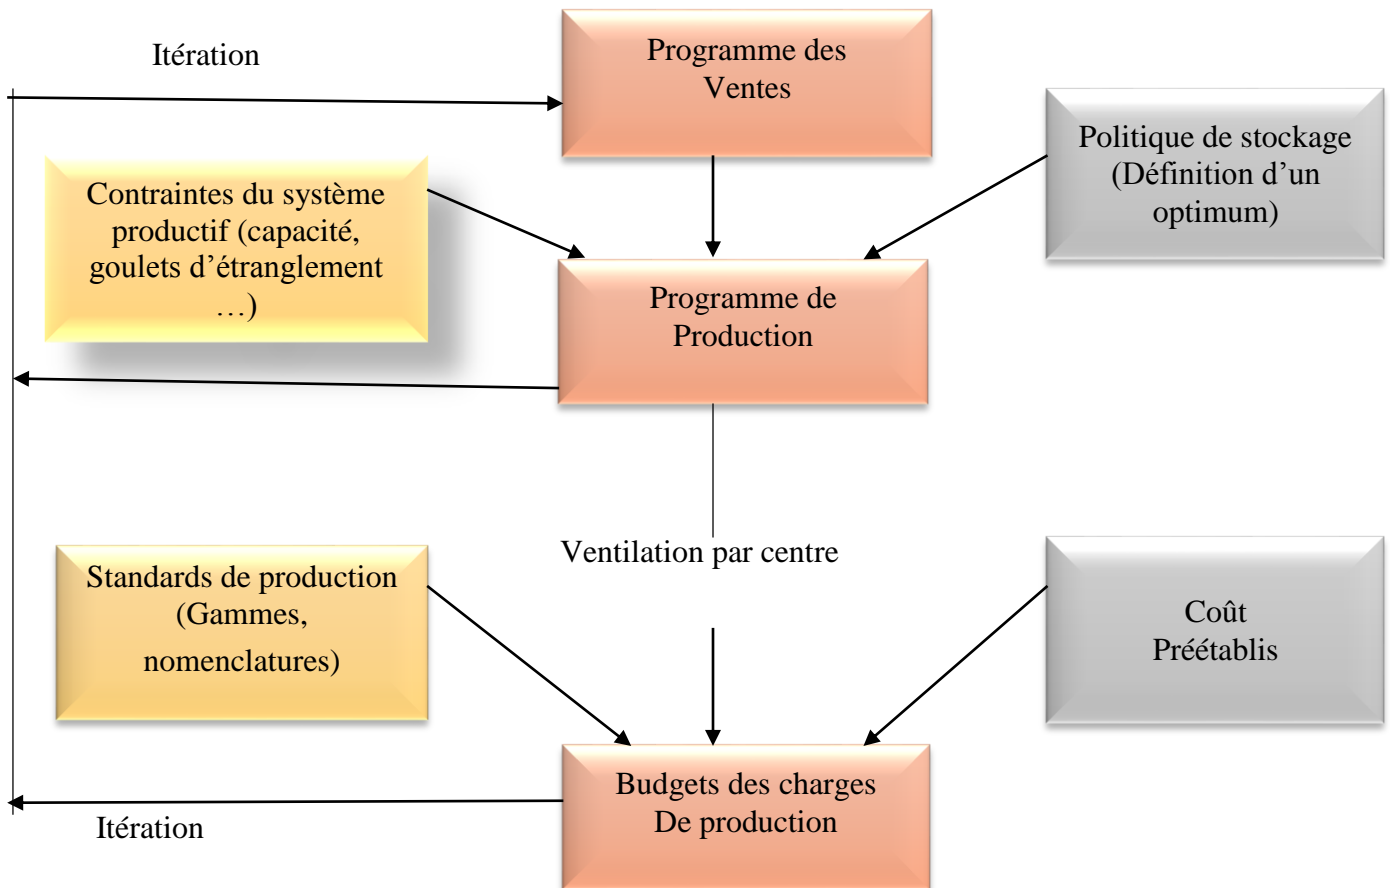 Itération
Programme des
Ventes
Politique de stockage
(Définition d’un
optimum)
Contraintes du système
productif (capacité,
goulets d’étranglement
…)
Programme de
Production
Ventilation par centre
Standards de production
(Gammes,
nomenclatures)
Coût
Préétablis
Budgets des charges
De production
Itération